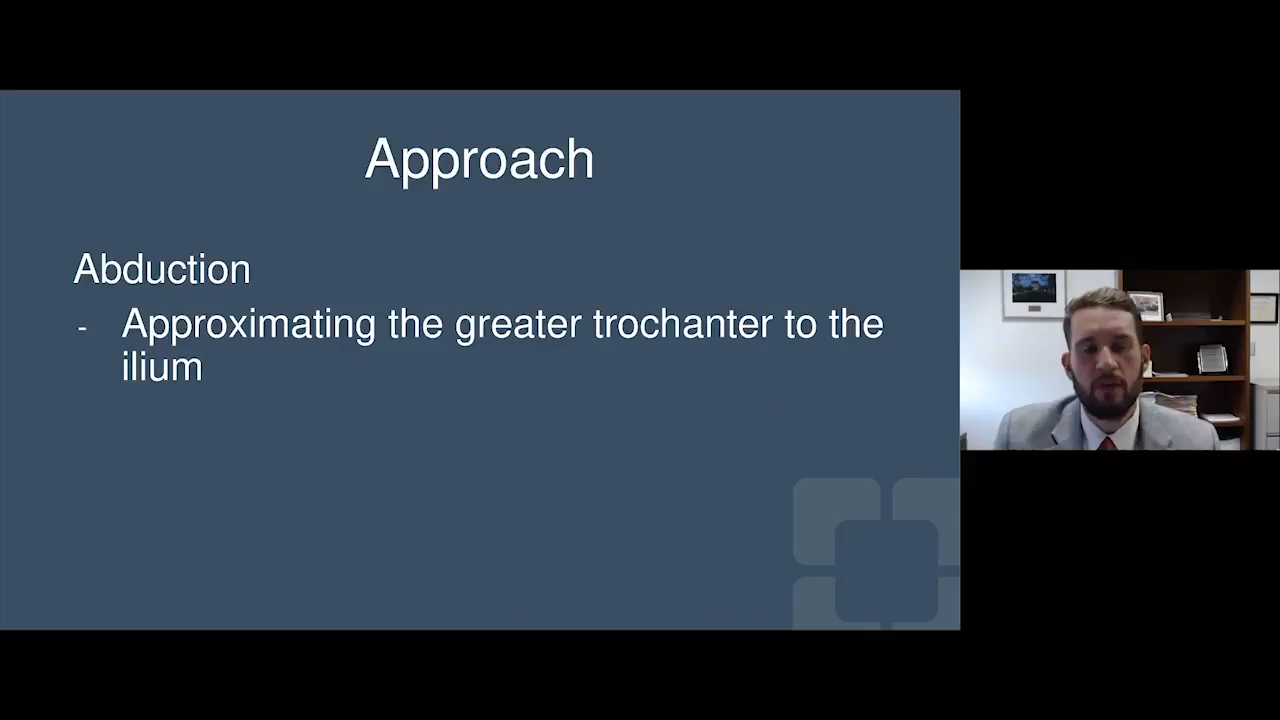 Approach
Abduction
- Approximating the greater trochanter to the
ilium